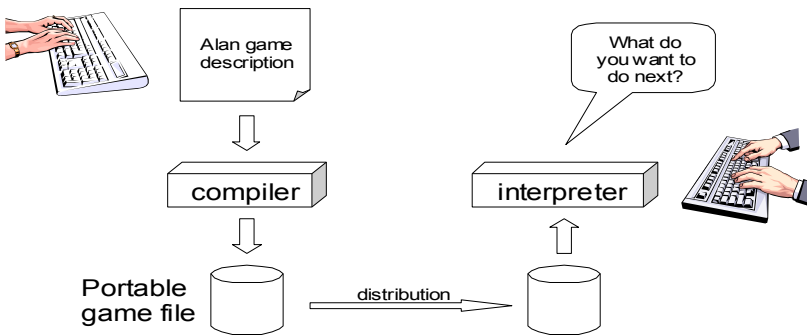 Alan game
description
What do
you want to
do next?
compiler
interpreter
Portable
game file
distribution